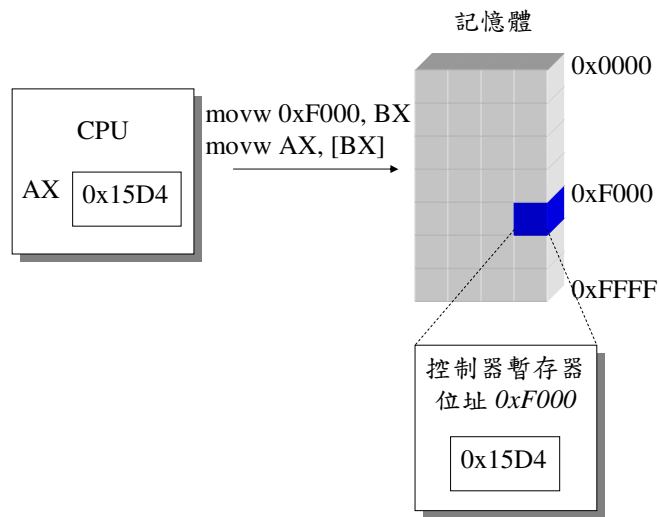 記憶體
0x0000
movw 0xF000, BX
CPU
movw AX, [BX]
AX
0x15D4
0xF000
0xFFFF
控制器暫存器
位址 0xF000
0x15D4